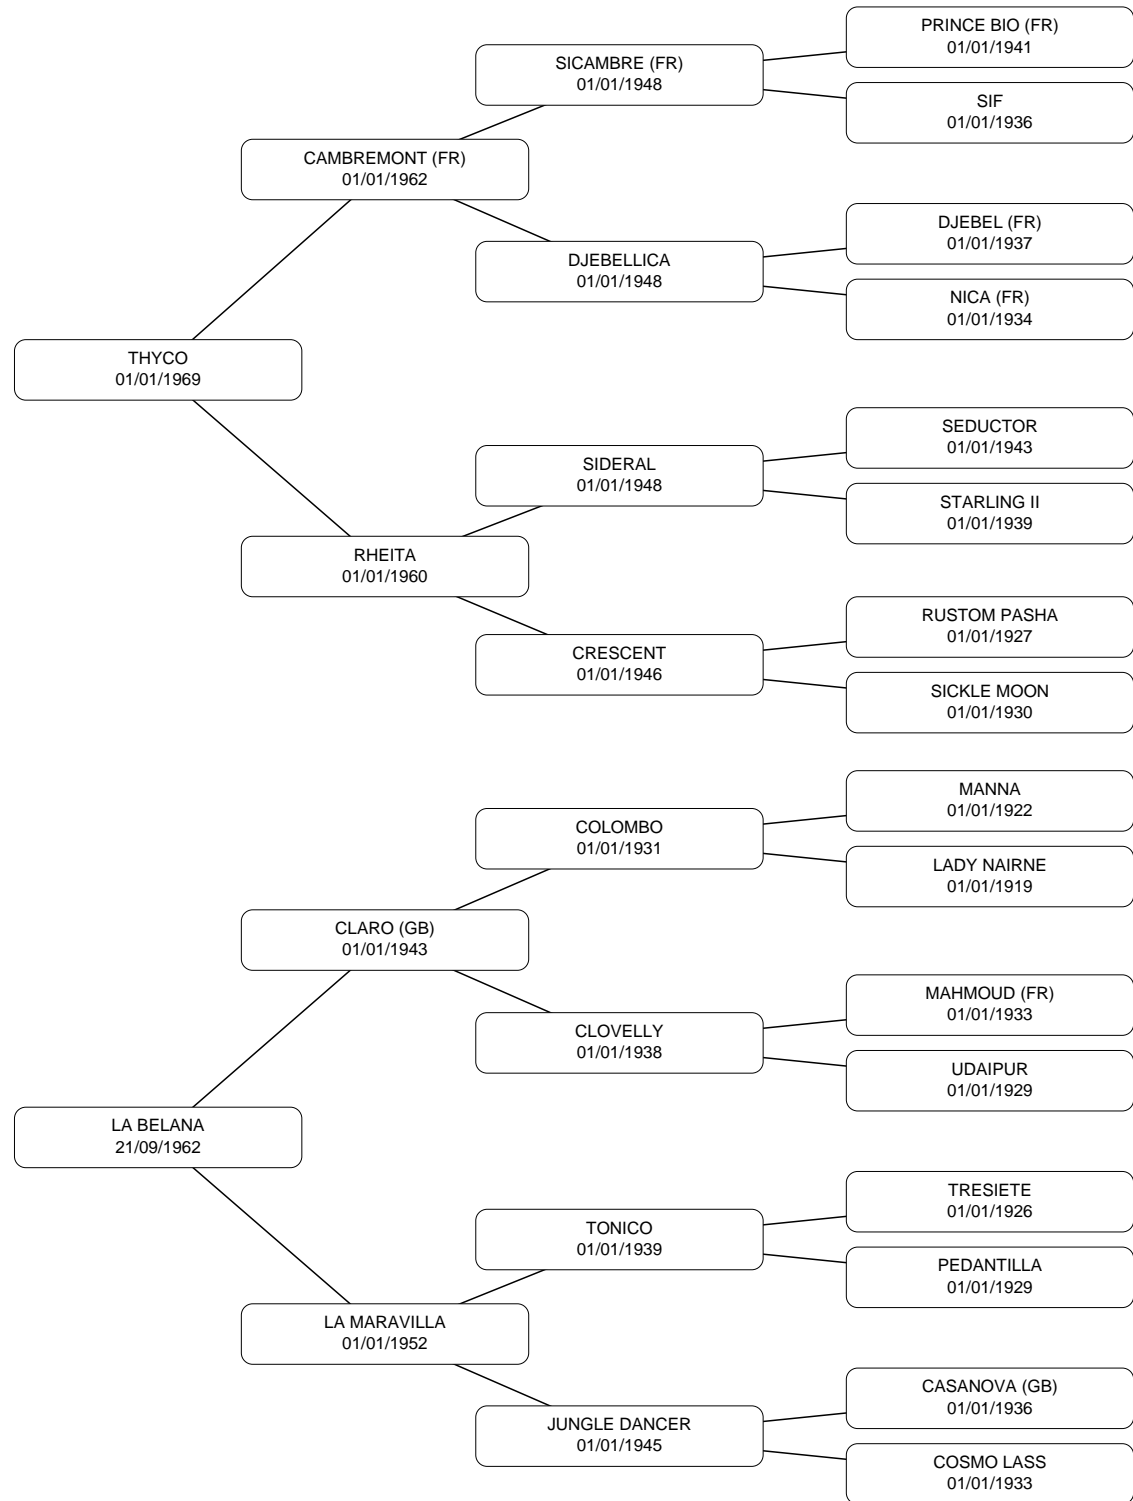 PRINCE BIO (FR)
01/01/1941
SICAMBRE (FR)
01/01/1948
SIF
01/01/1936
CAMBREMONT (FR)
01/01/1962
DJEBEL (FR)
01/01/1937
DJEBELLICA
01/01/1948
NICA (FR)
01/01/1934
THYCO
01/01/1969
SEDUCTOR
01/01/1943
SIDERAL
01/01/1948
STARLING II
01/01/1939
RHEITA
01/01/1960
RUSTOM PASHA
01/01/1927
CRESCENT
01/01/1946
SICKLE MOON
01/01/1930
MANNA
01/01/1922
COLOMBO
01/01/1931
LADY NAIRNE
01/01/1919
CLARO (GB)
01/01/1943
MAHMOUD (FR)
01/01/1933
CLOVELLY
01/01/1938
UDAIPUR
01/01/1929
LA BELANA
21/09/1962
TRESIETE
01/01/1926
TONICO
01/01/1939
PEDANTILLA
01/01/1929
LA MARAVILLA
01/01/1952
CASANOVA (GB)
01/01/1936
JUNGLE DANCER
01/01/1945
COSMO LASS
01/01/1933